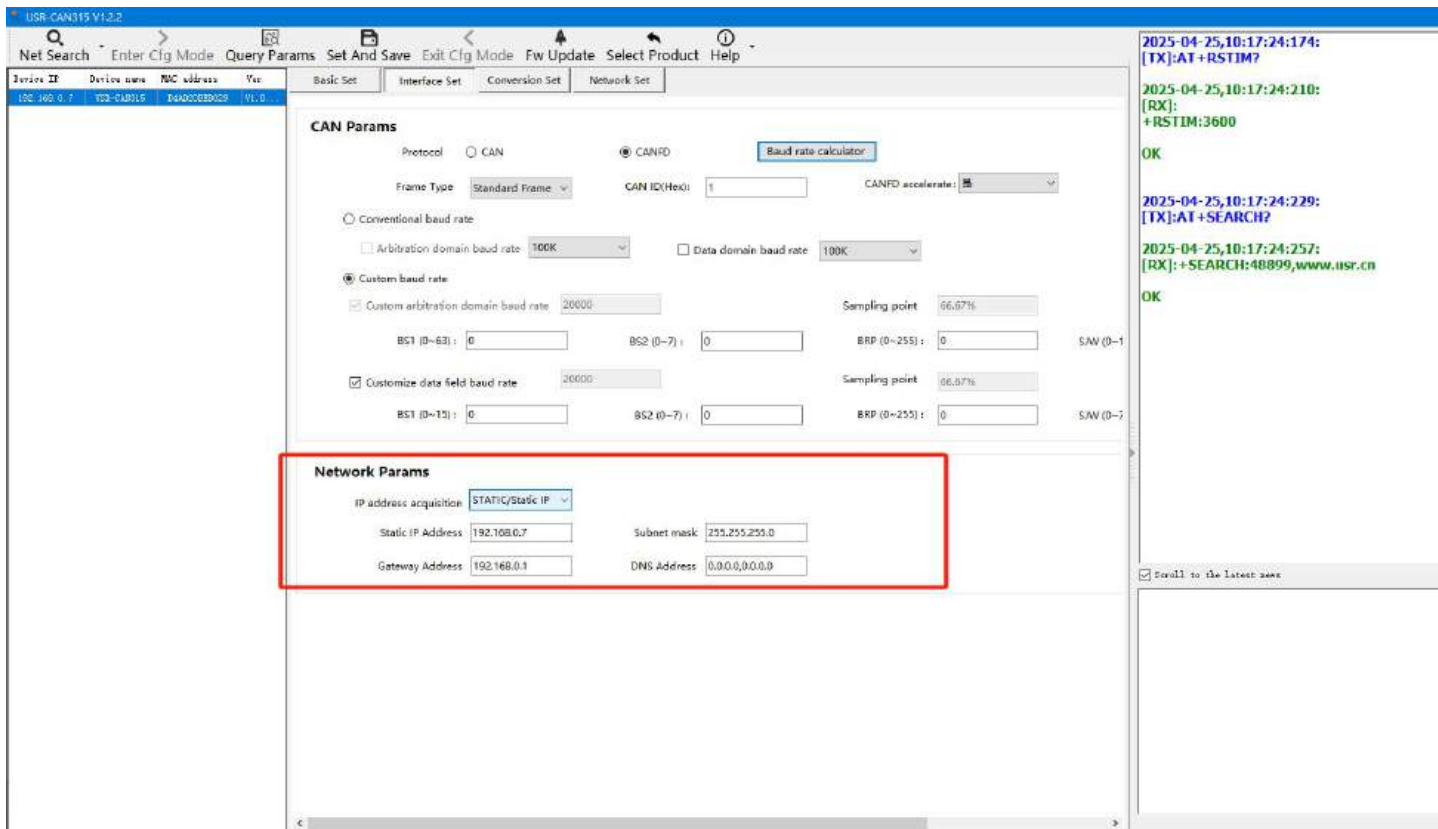 USR-CAN315 V1.2.2
Net Search Enter Cfg Mode Query Params Set And Save Exit Cfg Mode Fw Update Select Product Help
Device IP Device name MAC address Ver
192.168.0.7 USR-CAN315 V1.0...
Basic Set Interface Set Conversion Set Network Set
CAN Params
Protocol CAN CANFD Baud rate calculator
Frame Type Standard Frame CAN ID(Hex): 1 CANFD accelerate:
Conventional baud rate
Arbitration domain baud rate 100K Data domain baud rate 100K
Custom baud rate
Custom arbitration domain baud rate 20000 Sampling point 66.67%
BS1 (0~63): 0 BS2 (0~7): 0 BRP (0~255): 0 SJW (0~1
Customize data field baud rate 20000 Sampling point 66.67%
BS1 (0~15): 0 BS2 (0~7): 0 BRP (0~255): 0 SJW (0~7
Network Params
IP address acquisition STATIC/Static IP
Static IP Address 192.168.0.7 Subnet mask 255.255.255.0
Gateway Address 192.168.0.1 DNS Address 0.0.0.0,0.0.0.0
2025-04-25,10:17:24:174:
[TX]:AT+RSTIM?
2025-04-25,10:17:24:210:
[RX]:
+RSTIM:3600
OK
2025-04-25,10:17:24:229:
[TX]:AT+SEARCH?
2025-04-25,10:17:24:257:
[RX]:+SEARCH:48899,www.usr.cn
OK
Scroll to the latest news